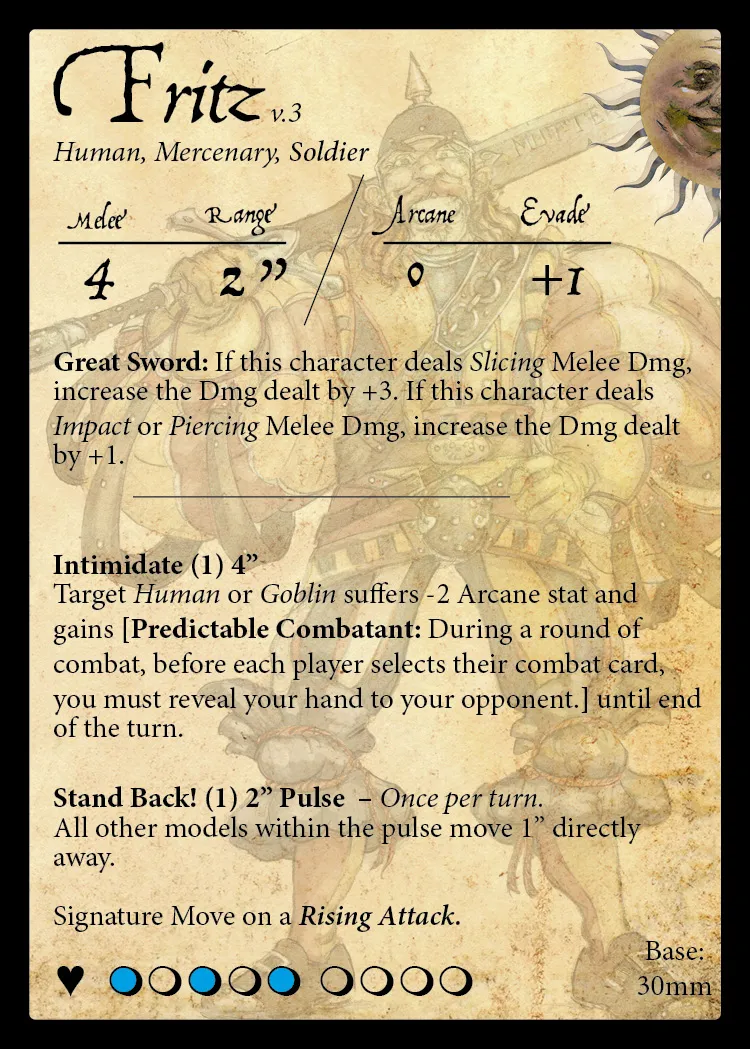 Fritz v.3
Human, Mercenary, Soldier
Melee Range Arcane Evade
4 2” 0 +1
Great Sword: If this character deals Slicing Melee Dmg,
increase the Dmg dealt by +3. If this character deals
Impact or Piercing Melee Dmg, increase the Dmg dealt
by +1.
Intimidate (1) 4”
Target Human or Goblin suffers -2 Arcane stat and
gains [Predictable Combatant: During a round of
combat, before each player selects their combat card,
you must reveal your hand to your opponent.] until end
of the turn.
Stand Back! (1) 2” Pulse – Once per turn.
All other models within the pulse move 1” directly
away.
Signature Move on a Rising Attack.
Base:
30mm